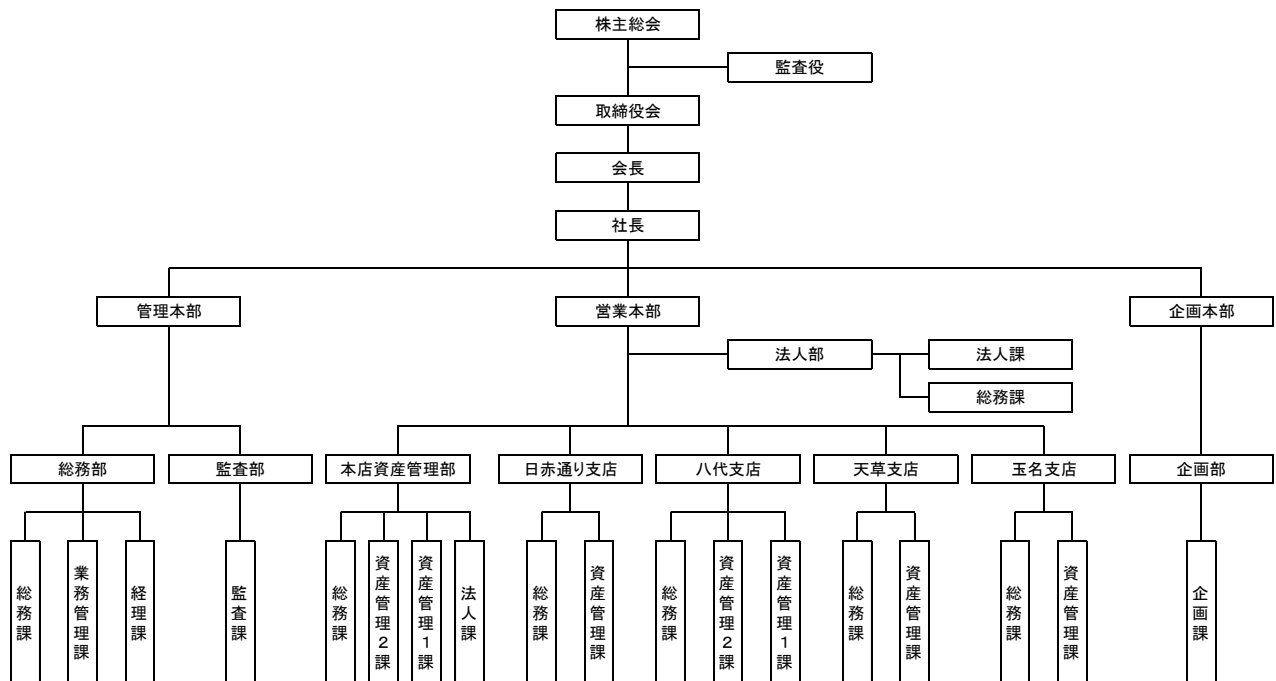 株主総会
監査役
取締役会
会長
社長
管理本部
営業本部
企画本部
法人部
法人課
総務課
総務部
監査部
本店資産管理部
日赤通り支店
八代支店
天草支店
玉名支店
企画部
総務課
業務管理課
経理課
監査課
総務課
資産管理2課
資産管理1課
法人課
総務課
資産管理課
総務課
資産管理2課
資産管理1課
総務課
資産管理課
総務課
資産管理課
企画課